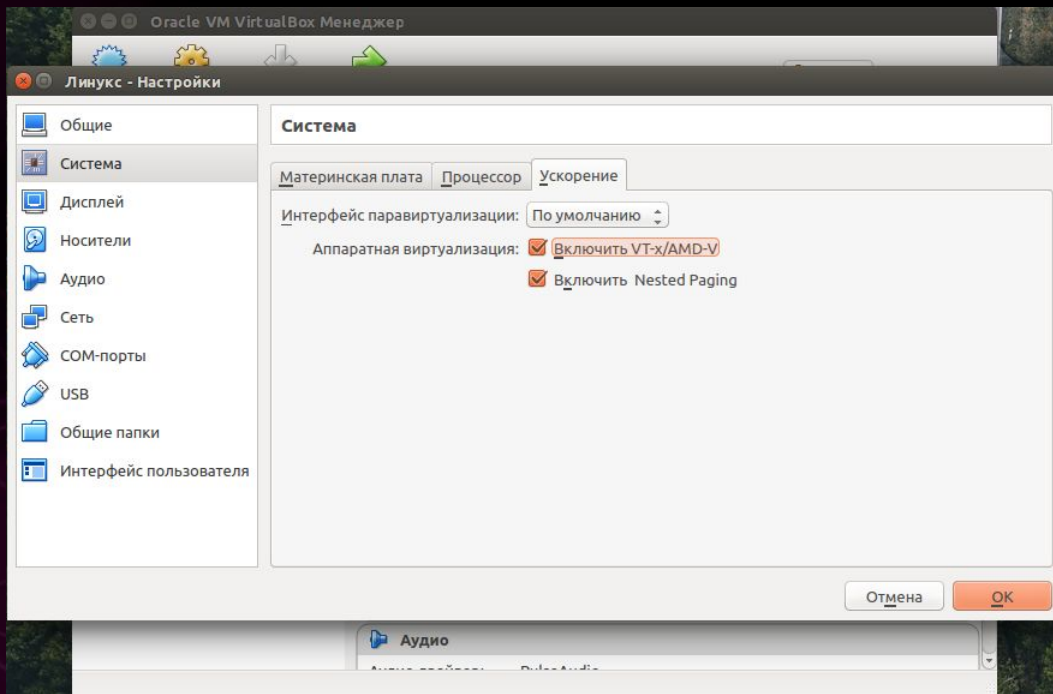 Oracle VM VirtualBox Менеджер
Линукс - Настройки
Общие
Система
Дисплей
Носители
Аудио
Сеть
COM-порты
USB
Общие папки
Интерфейс пользователя
Система
Материнская плата Процессор Ускорение
Интерфейс паравиртуализации: По умолчанию
Аппаратная виртуализация: Включить VT-x/AMD-V
Включить Nested Paging
Отмена OK
Аудио